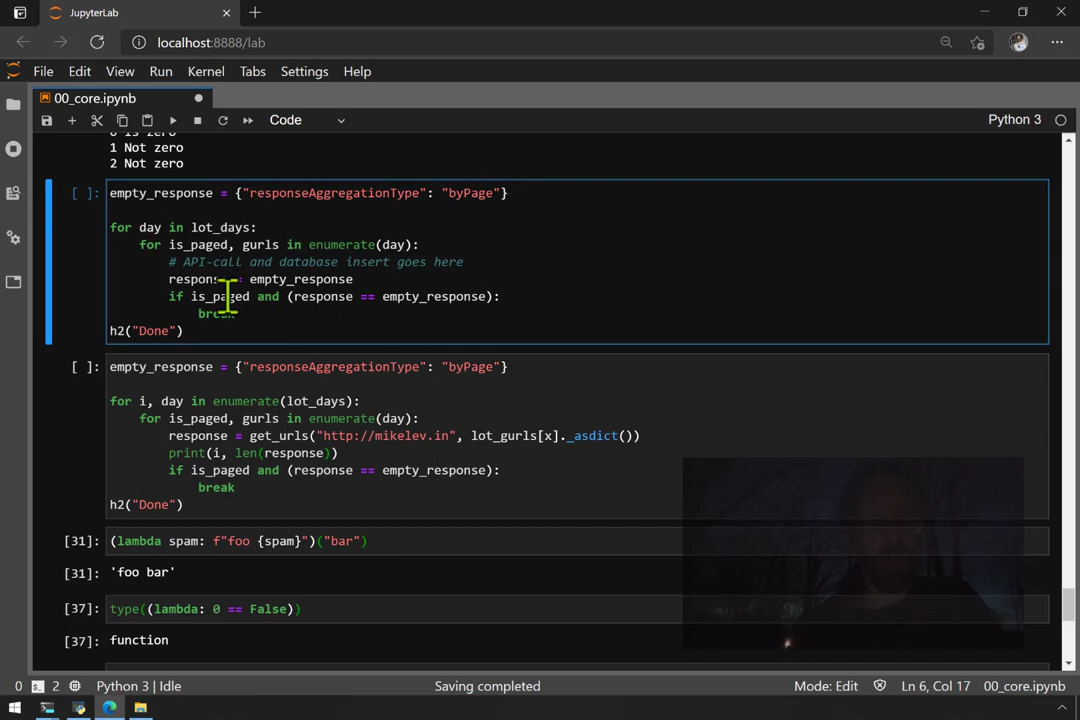 JupyterLab
localhost:8888/lab
File Edit View Run Kernel Tabs Settings Help
00_core.ipynb
Code
Python 3
1 Not zero
2 Not zero
[ ]: empty_response = {"responseAggregationType": "byPage"}
for day in lot_days:
for is_paged, gurls in enumerate(day):
# API-call and database insert goes here
response = empty_response
if is_paged and (response == empty_response):
break
h2("Done")
[ ]: empty_response = {"responseAggregationType": "byPage"}
for i, day in enumerate(lot_days):
for is_paged, gurls in enumerate(day):
response = get_urls("http://mikelev.in", lot_gurls[x]._asdict())
print(i, len(response))
if is_paged and (response == empty_response):
break
h2("Done")
[31]: (lambda spam: f"foo {spam}")("bar")
[31]: 'foo bar'
[37]: type((lambda: 0 == False))
[37]: function
0 2 Python 3 | Idle Saving completed Mode: Edit Ln 6, Col 17 00_core.ipynb